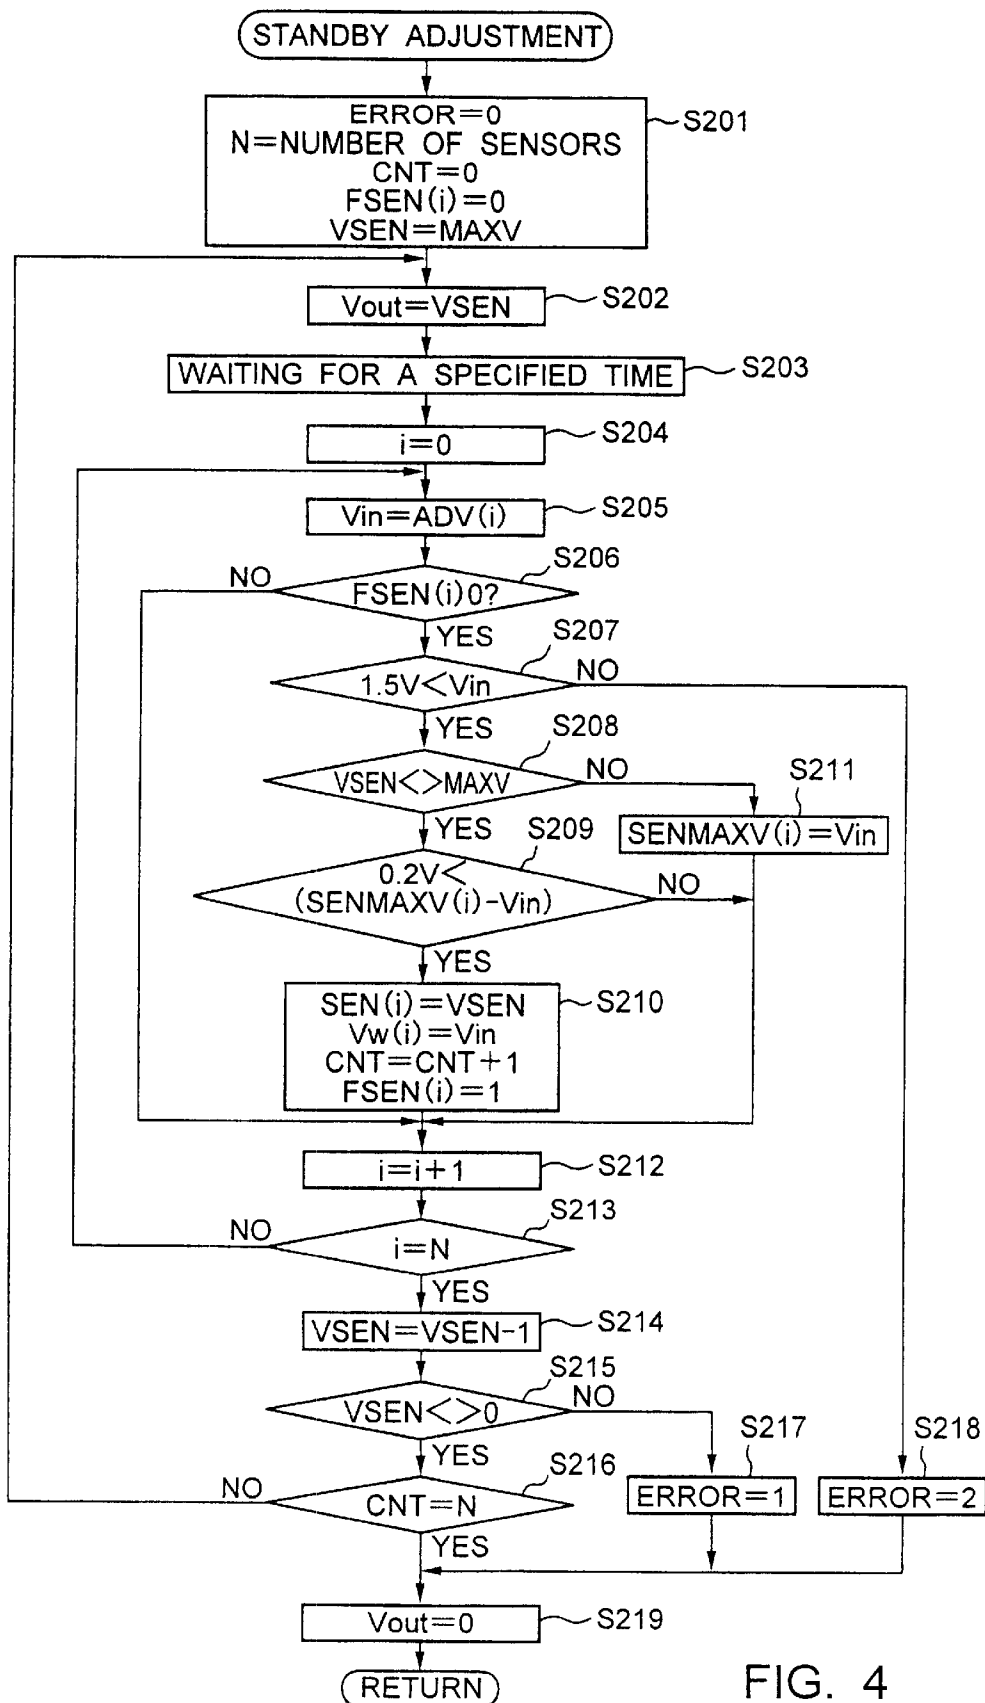 STANDBY ADJUSTMENT
ERROR=0
N=NUMBER OF SENSORS
CNT=0
FSEN(i)=0
VSEN=MAXV
S201
Vout=VSEN
S202
WAITING FOR A SPECIFIED TIME
S203
i=0
S204
Vin=ADV(i)
S205
S206
NO
FSEN(i)0?
YES
S207
1.5V<Vin
NO
YES
S208
VSEN<>MAXV
NO
S211
SENMAXV(i)=Vin
YES
S209
0.2V<
(SENMAXV(i)-Vin)
NO
YES
SEN(i)=VSEN
Vw(i)=Vin
CNT=CNT+1
FSEN(i)=1
S210
i=i+1
S212
S213
NO
i=N
YES
VSEN=VSEN-1
S214
S215
VSEN<>0
NO
YES
S216
S217
S218
NO
CNT=N
ERROR=1
ERROR=2
YES
Vout=0
S219
RETURN
FIG. 4